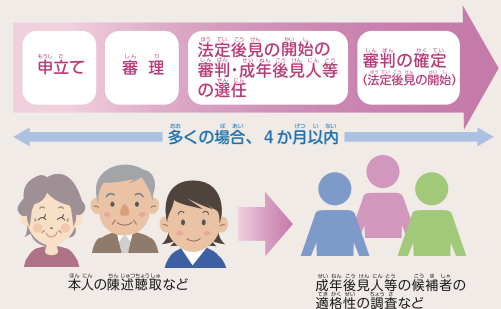 申立て
審理
法定後見の開始の
審判・成年後見人等
の選任
審判の確定
(法定後見の開始)
多くの場合、4か月以内
本人の陳述聴取など
成年後見人等の候補者の
適格性の調査など